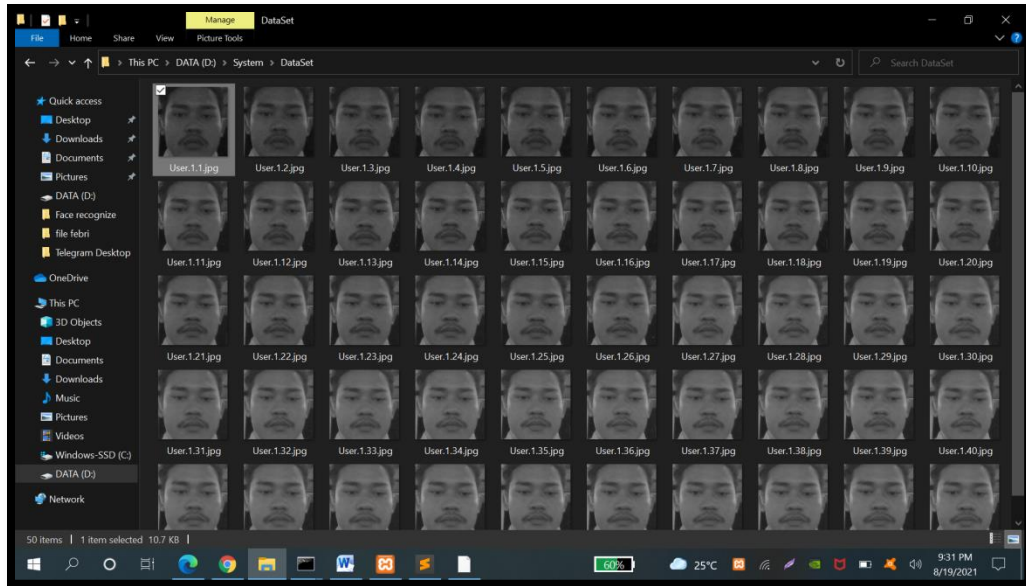 Manage DataSet
File Home Share View Picture Tools
This PC > DATA (D:) > System > DataSet
Search DataSet
Quick access
Desktop
Downloads
Documents
Pictures
DATA (D:)
Face recognize
file febri
Telegram Desktop
OneDrive
This PC
3D Objects
Desktop
Documents
Downloads
Music
Pictures
Videos
Windows-SSD (C:)
DATA (D:)
Network
User.1.1.jpg User.1.2.jpg User.1.3.jpg User.1.4.jpg User.1.5.jpg User.1.6.jpg User.1.7.jpg User.1.8.jpg User.1.9.jpg User.1.10.jpg
User.1.11.jpg User.1.12.jpg User.1.13.jpg User.1.14.jpg User.1.15.jpg User.1.16.jpg User.1.17.jpg User.1.18.jpg User.1.19.jpg User.1.20.jpg
User.1.21.jpg User.1.22.jpg User.1.23.jpg User.1.24.jpg User.1.25.jpg User.1.26.jpg User.1.27.jpg User.1.28.jpg User.1.29.jpg User.1.30.jpg
User.1.31.jpg User.1.32.jpg User.1.33.jpg User.1.34.jpg User.1.35.jpg User.1.36.jpg User.1.37.jpg User.1.38.jpg User.1.39.jpg User.1.40.jpg
50 items 1 item selected 10.7 KB
60% 25°C 9:31 PM
8/19/2021